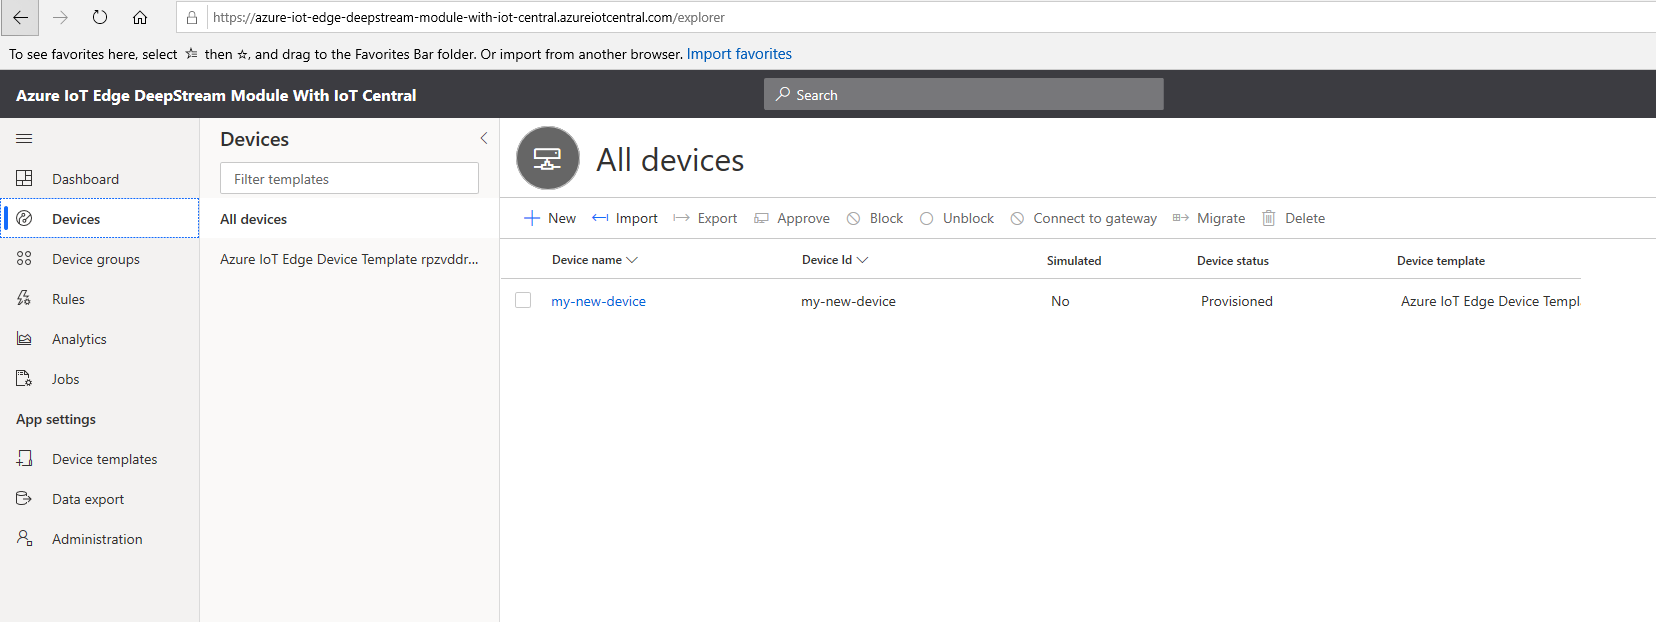 https://azure-iot-edge-deepstream-module-with-iot-central.azureiotcentral.com/explorer
To see favorites here, select then ☆, and drag to the Favorites Bar folder. Or import from another browser. Import favorites
Azure IoT Edge DeepStream Module With IoT Central
Search
Dashboard
Devices
Device groups
Rules
Analytics
Jobs
App settings
Device templates
Data export
Administration
Devices
Filter templates
All devices
Azure IoT Edge Device Template rpzvddr...
All devices
New Import Export Approve Block Unblock Connect to gateway Migrate Delete
Device name Device Id Simulated Device status Device template
my-new-device my-new-device No Provisioned Azure IoT Edge Device Templ